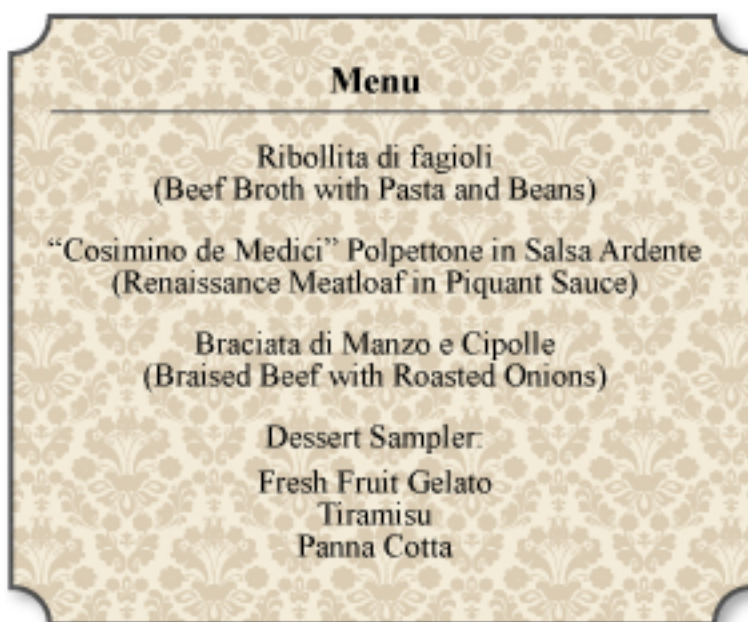 Menu
Ribollita di fagioli
(Beef Broth with Pasta and Beans)
“Cosimino de Medici” Polpettone in Salsa Ardente
(Renaissance Meatloaf in Piquant Sauce)
Braciata di Manzo e Cipolle
(Braised Beef with Roasted Onions)
Dessert Sampler:
Fresh Fruit Gelato
Tiramisu
Panna Cotta